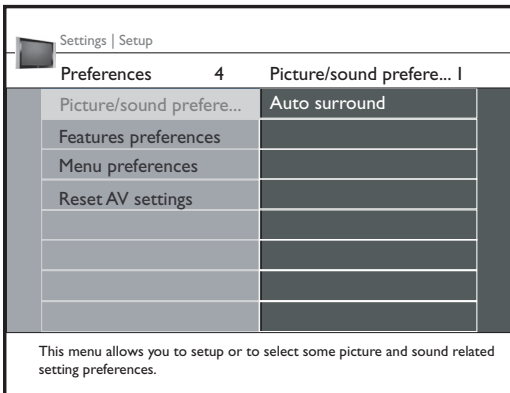 Settings | Setup
Preferences 4 Picture/sound prefere... 1
Picture/sound prefere... Auto surround
Features preferences
Menu preferences
Reset AV settings
This menu allows you to setup or to select some picture and sound related
setting preferences.